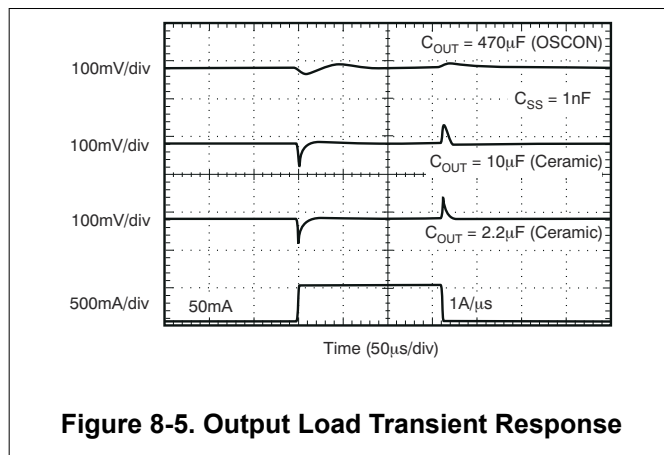 C_OUT = 470µF (OSCON)
100mV/div
C_SS = 1nF
100mV/div
C_OUT = 10µF (Ceramic)
100mV/div
C_OUT = 2.2µF (Ceramic)
500mA/div
50mA
1A/µs
Time (50µs/div)
Figure 8-5. Output Load Transient Response